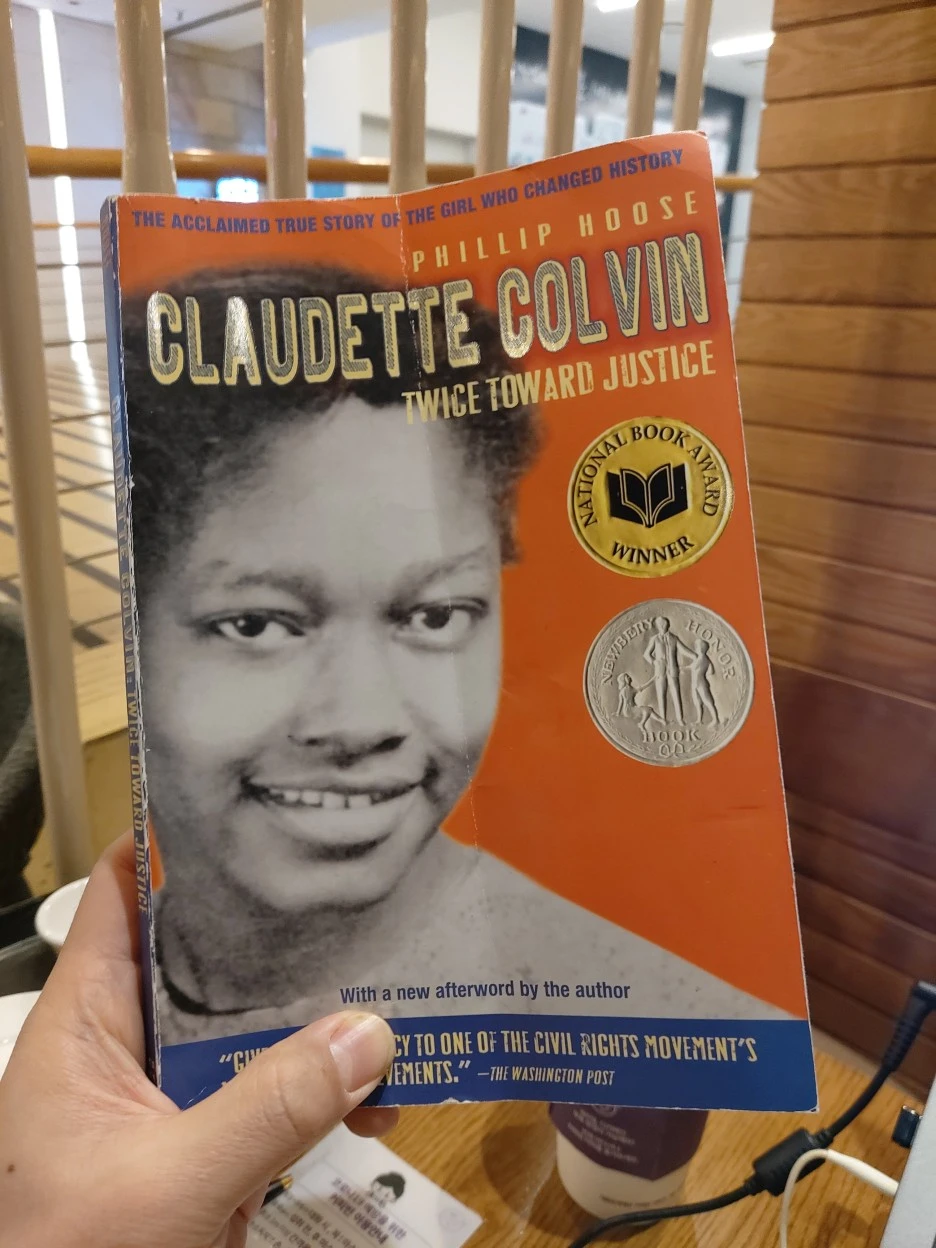 THE ACCLAIMED TRUE STORY OF THE GIRL WHO CHANGED HISTORY
PHILLIP HOOSE
CLAUDETTE COLVIN
TWICE TOWARD JUSTICE
NATIONAL BOOK AWARD
WINNER
NEWBERY HONOR
BOOK
With a new afterword by the author
CY TO ONE OF THE CIVIL RIGHTS MOVEMENT'S
VEMENTS." —THE WASHINGTON POST
CLAUDETTE COLVIN: TWICE TOWARD JUSTICE